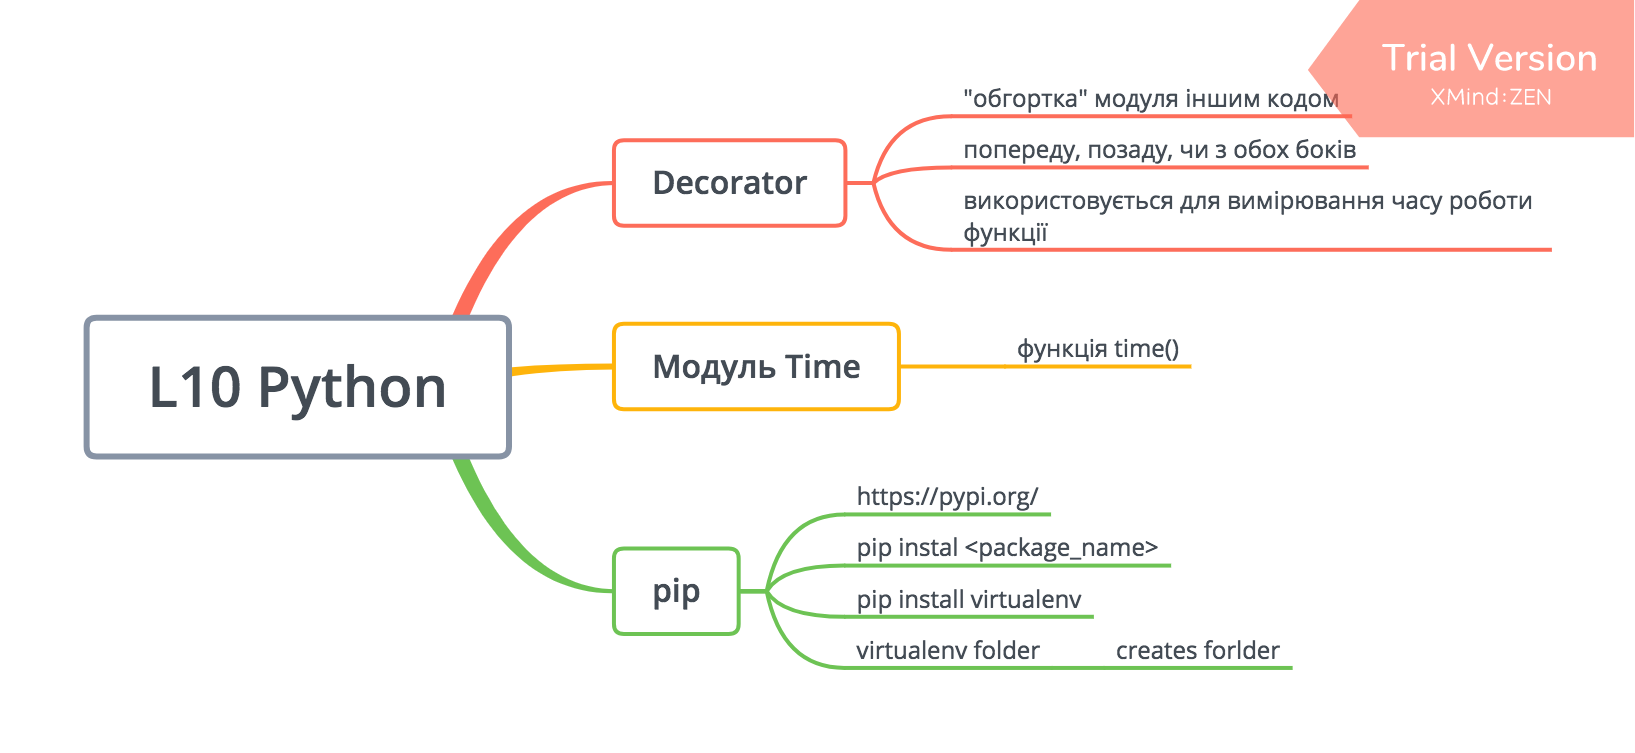 Trial Version
XMind:ZEN
"обгортка" модуля іншим кодом
попереду, позаду, чи з обох боків
Decorator
використовується для вимірювання часу роботи
функції
L10 Python
Модуль Time
функція time()
https://pypi.org/
pip instal <package_name>
pip
pip install virtualenv
virtualenv folder
creates forlder